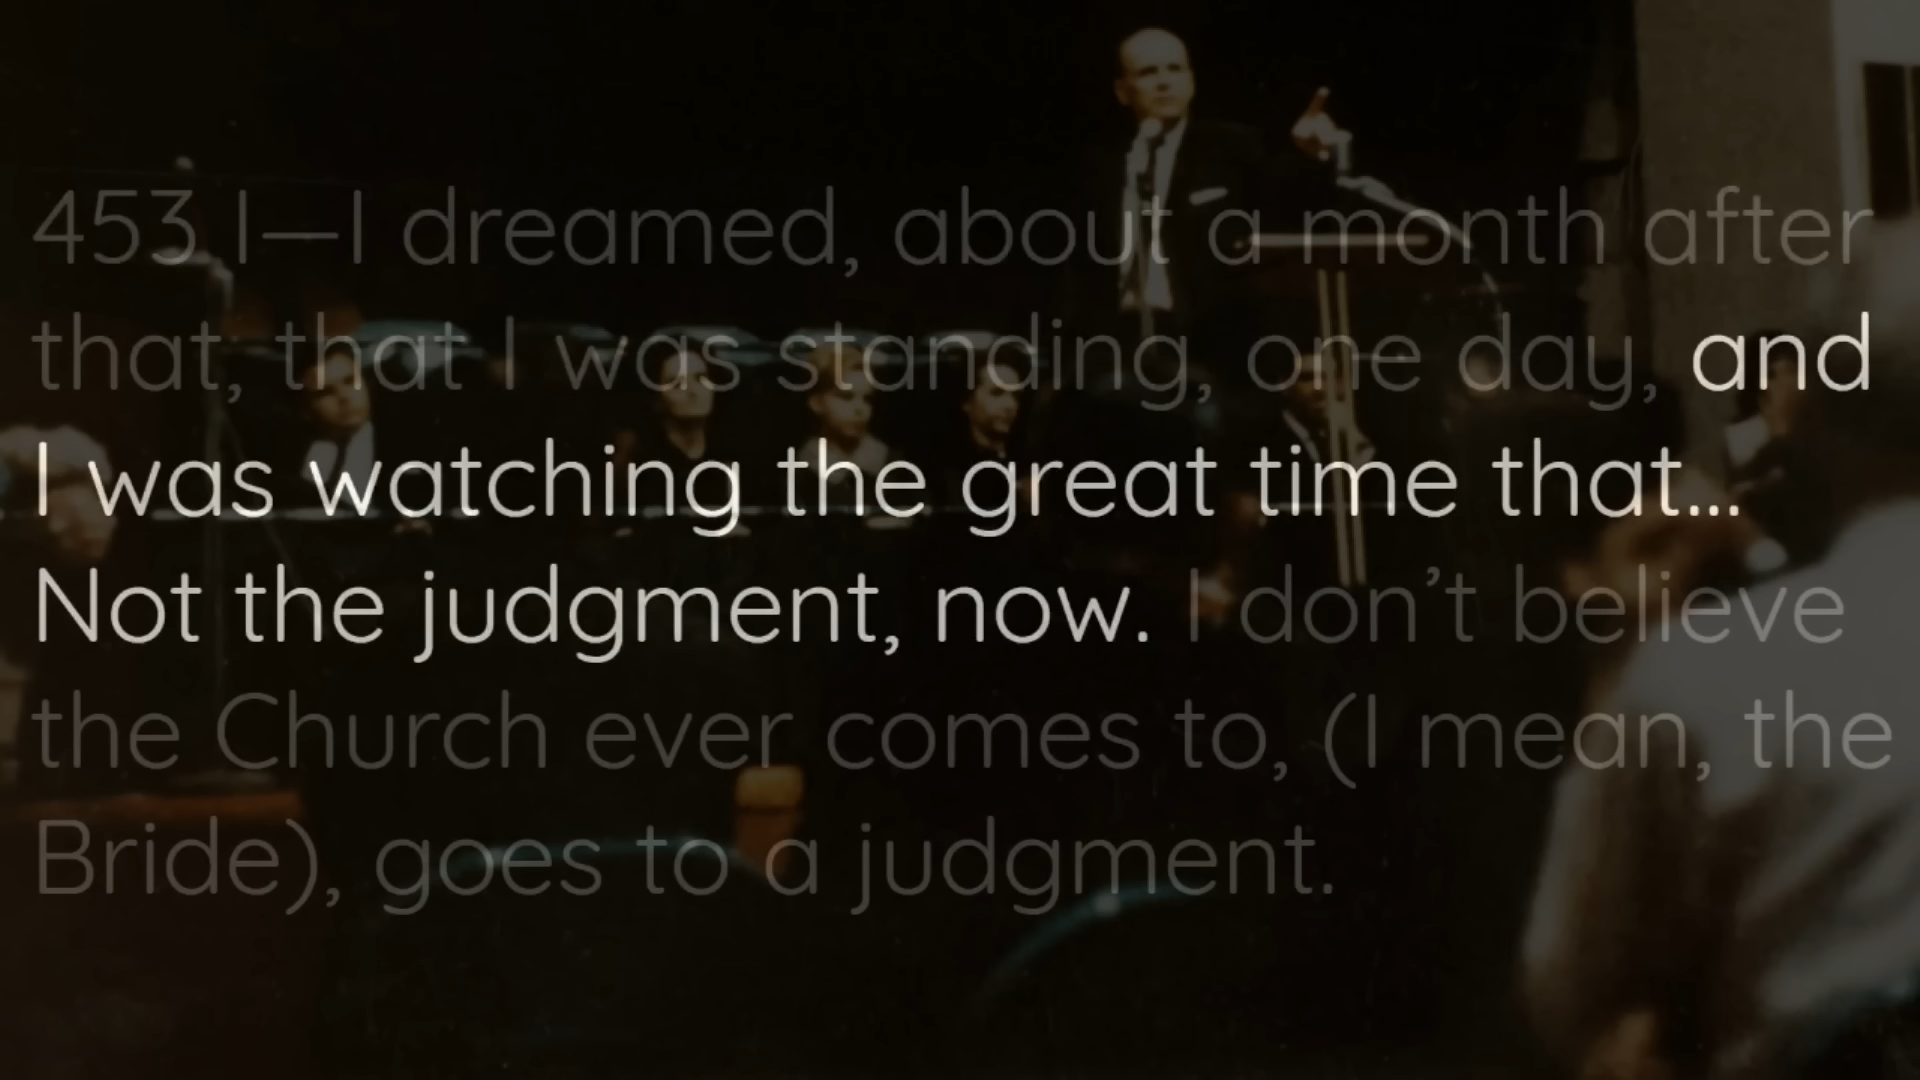 453 I—I dreamed, about a month after
that, that I was standing, one day, and
I was watching the great time that...
Not the judgment, now. I don’t believe
the Church ever comes to, (I mean, the
Bride), goes to a judgment.